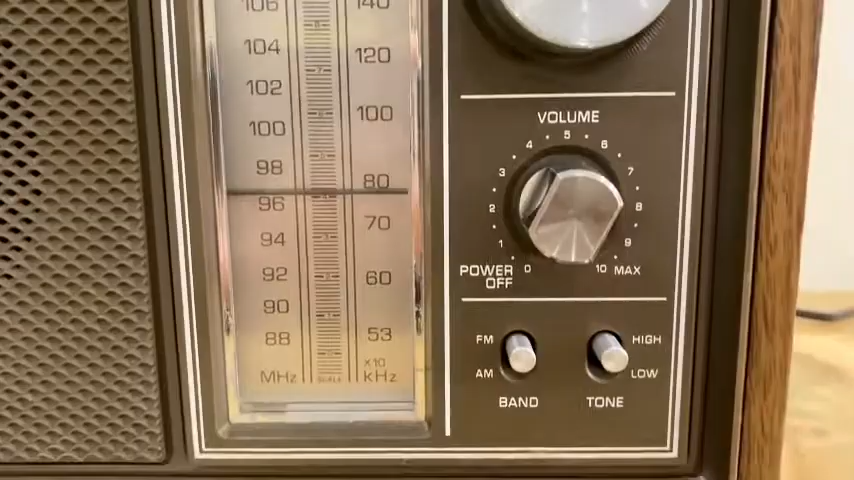 106 140
104 120
102
100 100
98
80
96
94 70
92 60
90
88 53
x10
MHz SCALE kHz
VOLUME
0 1 2 3 4 5 6 7 8 9 10 MAX
POWER
OFF
FM HIGH
AM LOW
BAND TONE